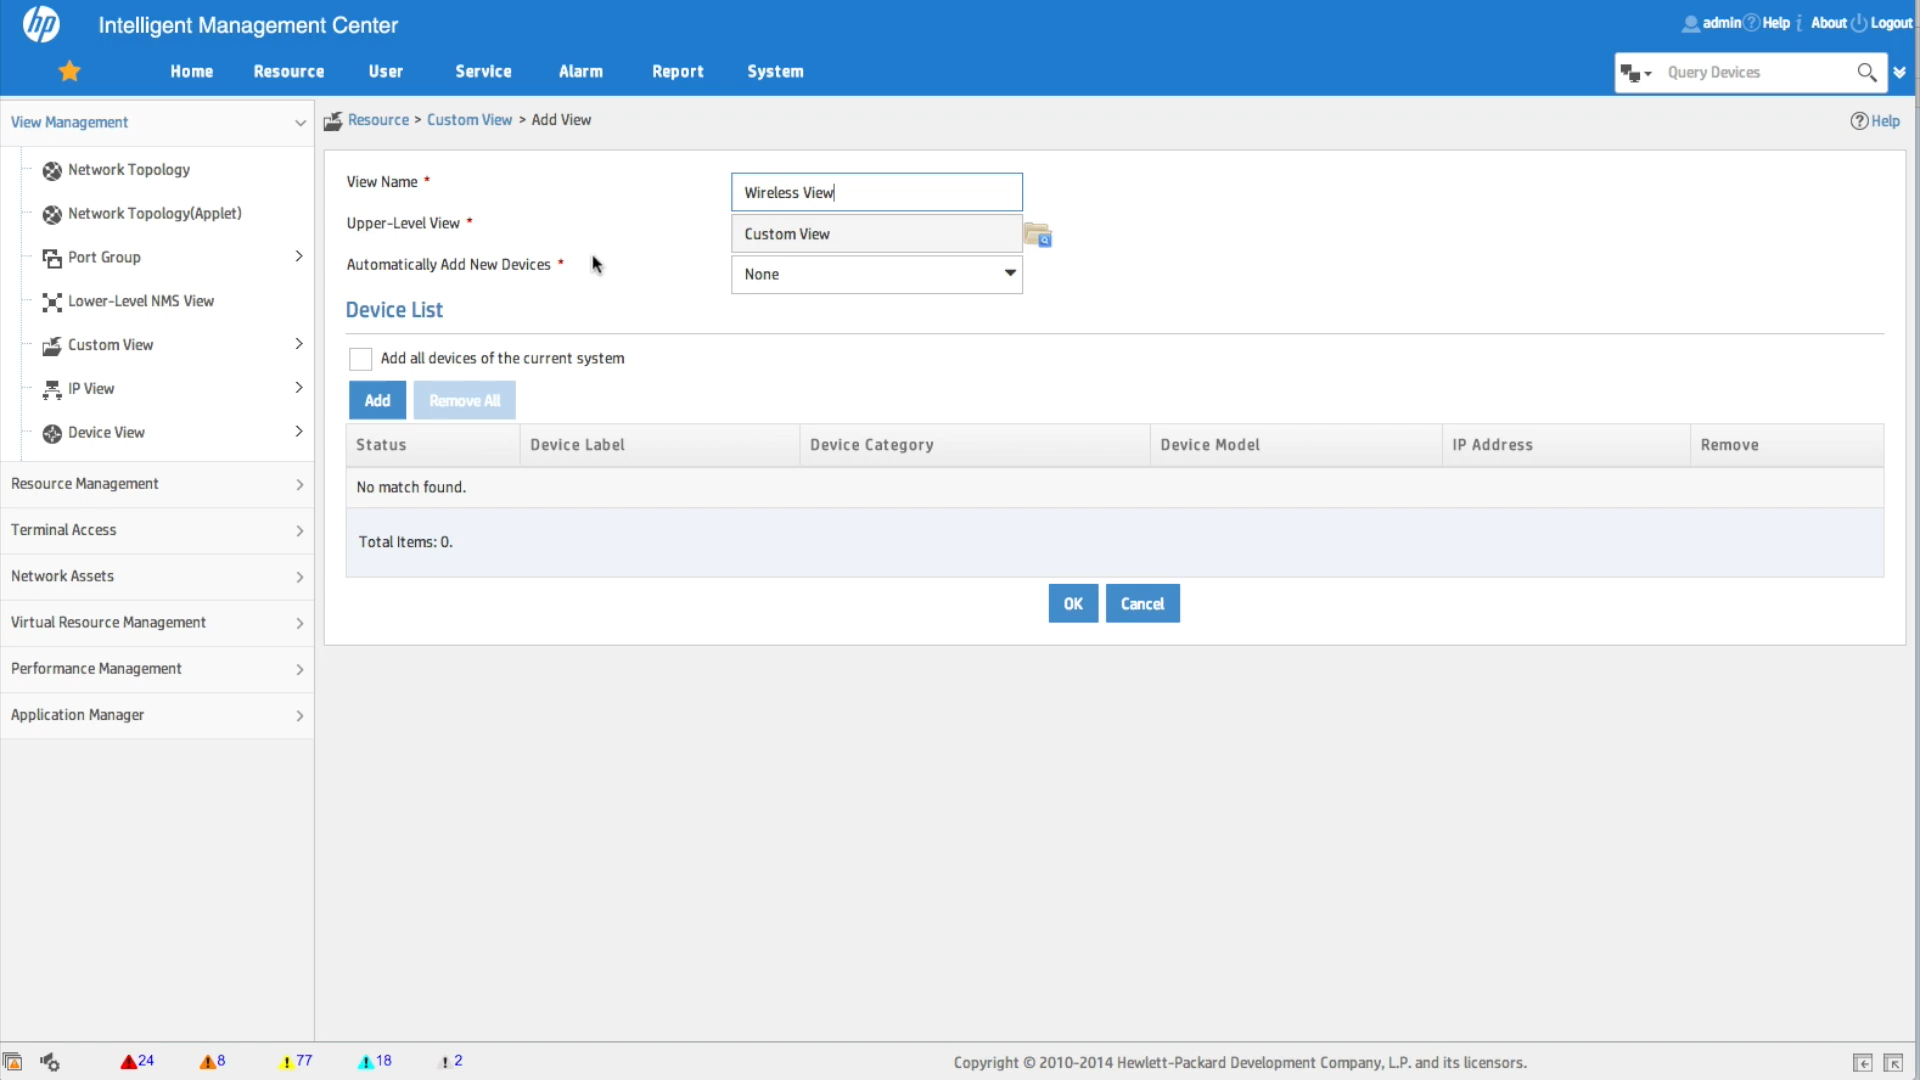 hp Intelligent Management Center
admin Help About Logout
Home Resource User Service Alarm Report System
Query Devices
View Management
Network Topology
Network Topology(Applet)
Port Group
Lower-Level NMS View
Custom View
IP View
Device View
Resource Management
Terminal Access
Network Assets
Virtual Resource Management
Performance Management
Application Manager
Resource > Custom View > Add View
Help
View Name *
Wireless View
Upper-Level View *
Custom View
Automatically Add New Devices *
None
Device List
Add all devices of the current system
Add Remove All
Status Device Label Device Category Device Model IP Address Remove
No match found.
Total Items: 0.
OK Cancel
24 8 77 18 2
Copyright © 2010-2014 Hewlett-Packard Development Company, L.P. and its licensors.